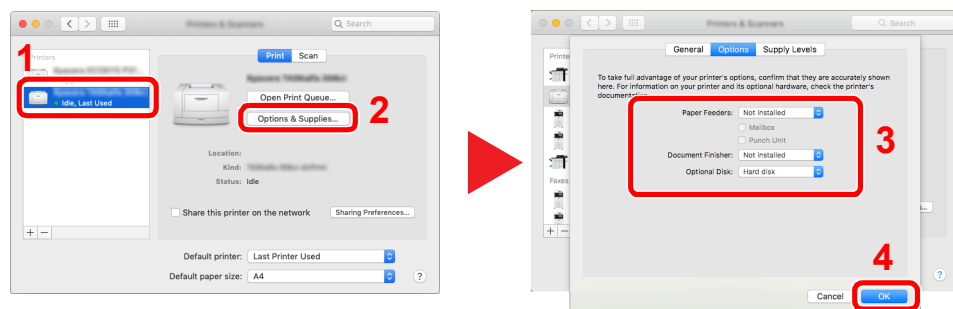 Search
1
Printers
Print Scan
Idle, Last Used
Open Print Queue...
Options & Supplies...
2
Location:
Kind:
Status: Idle
Share this printer on the network
Sharing Preferences...
+ −
Default printer: Last Printer Used
Default paper size: A4
?
Printers & Scanners
Search
Printe
General Options Supply Levels
To take full advantage of your printer's options, confirm that they are accurately shown
here. For information on your printer and its optional hardware, check the printer's
documentation.
Paper Feeders: Not installed
Mailbox
Punch Unit
3
Document Finisher: Not installed
Optional Disk: Hard disk
Faxes
s...
+ −
4
?
Cancel OK